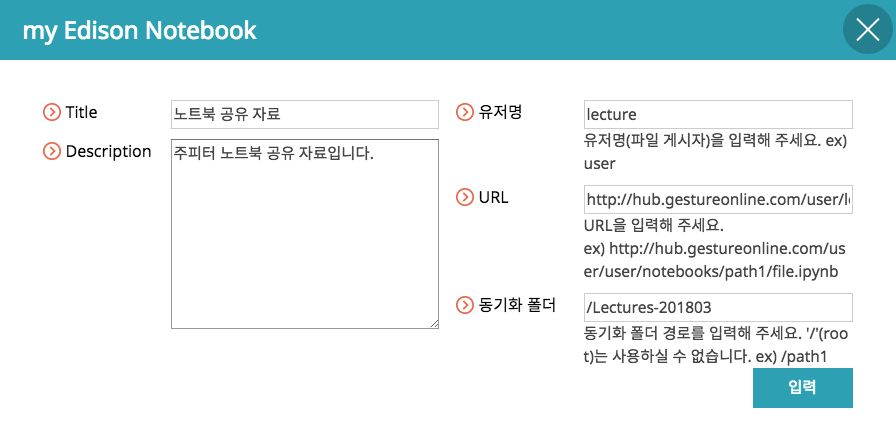 my Edison Notebook
Title
노트북 공유 자료
Description
주피터 노트북 공유 자료입니다.
유저명
lecture
유저명(파일 게시자)을 입력해 주세요. ex)
user
URL
http://hub.gestureonline.com/user/l
URL을 입력해 주세요.
ex) http://hub.gestureonline.com/us
er/user/notebooks/path1/file.ipynb
동기화 폴더
/Lectures-201803
동기화 폴더 경로를 입력해 주세요. '/'(roo
t)는 사용하실 수 없습니다. ex) /path1
입력